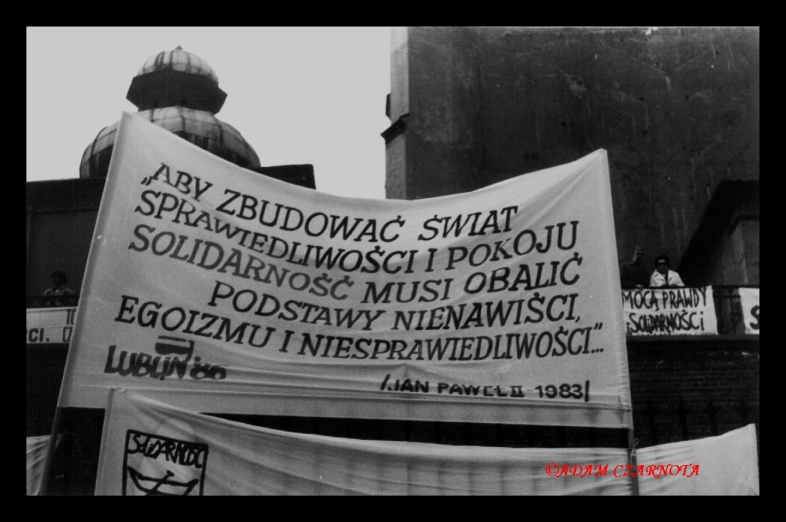 „ABY ZBUDOWAĆ ŚWIAT
SPRAWIEDLIWOŚCI I POKOJU
SOLIDARNOŚĆ MUSI OBALIĆ
PODSTAWY NIENAWIŚCI,
EGOIZMU I NIESPRAWIEDLIWOŚCI..."
LUBLIN
/JAN PAWEŁ II - 1983/
MOCĄ PRAWDY
SOLIDARNOŚCI
SOLIDARNOŚĆ
©ADAM CZARNOTA